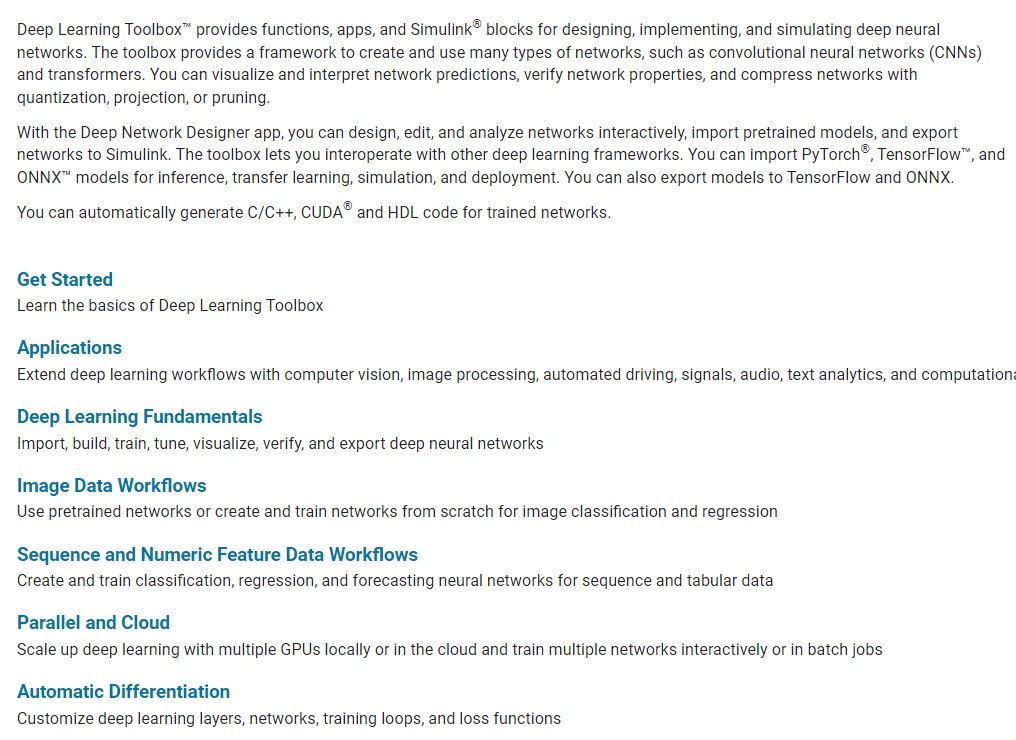 Deep Learning Toolbox™ provides functions, apps, and Simulink® blocks for designing, implementing, and simulating deep neural
networks. The toolbox provides a framework to create and use many types of networks, such as convolutional neural networks (CNNs)
and transformers. You can visualize and interpret network predictions, verify network properties, and compress networks with
quantization, projection, or pruning.
With the Deep Network Designer app, you can design, edit, and analyze networks interactively, import pretrained models, and export
networks to Simulink. The toolbox lets you interoperate with other deep learning frameworks. You can import PyTorch®, TensorFlow™, and
ONNX™ models for inference, transfer learning, simulation, and deployment. You can also export models to TensorFlow and ONNX.
You can automatically generate C/C++, CUDA® and HDL code for trained networks.
Get Started
Learn the basics of Deep Learning Toolbox
Applications
Extend deep learning workflows with computer vision, image processing, automated driving, signals, audio, text analytics, and computationa
Deep Learning Fundamentals
Import, build, train, tune, visualize, verify, and export deep neural networks
Image Data Workflows
Use pretrained networks or create and train networks from scratch for image classification and regression
Sequence and Numeric Feature Data Workflows
Create and train classification, regression, and forecasting neural networks for sequence and tabular data
Parallel and Cloud
Scale up deep learning with multiple GPUs locally or in the cloud and train multiple networks interactively or in batch jobs
Automatic Differentiation
Customize deep learning layers, networks, training loops, and loss functions